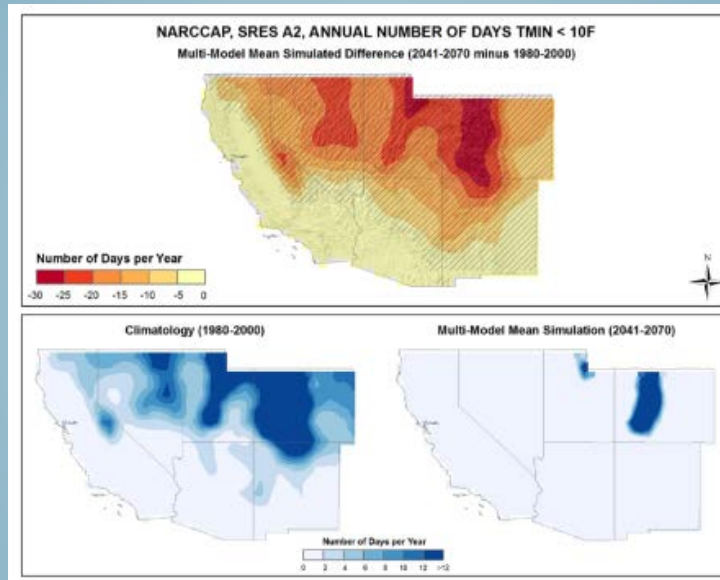 NARCCAP, SRES A2, ANNUAL NUMBER OF DAYS TMIN < 10F
Multi-Model Mean Simulated Difference (2041-2070 minus 1980-2000)
Number of Days per Year
-30 -25 -20 -15 -10 -5 0
N
Climatology (1980-2000)
Multi-Model Mean Simulation (2041-2070)
Number of Days per Year
0 2 4 6 8 10 12 >12